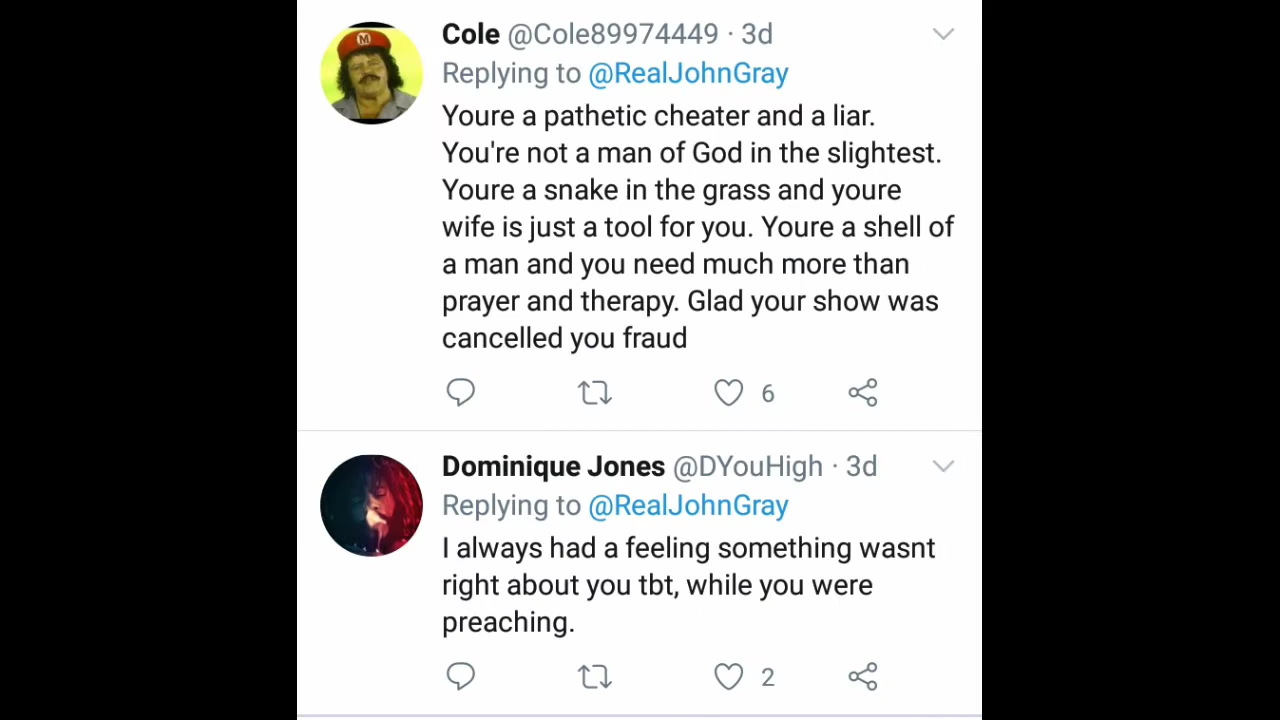 Cole @Cole89974449 · 3d
Replying to @RealJohnGray
Youre a pathetic cheater and a liar.
You're not a man of God in the slightest.
Youre a snake in the grass and youre
wife is just a tool for you. Youre a shell of
a man and you need much more than
prayer and therapy. Glad your show was
cancelled you fraud
6
Dominique Jones @DYouHigh · 3d
Replying to @RealJohnGray
I always had a feeling something wasnt
right about you tbt, while you were
preaching.
2